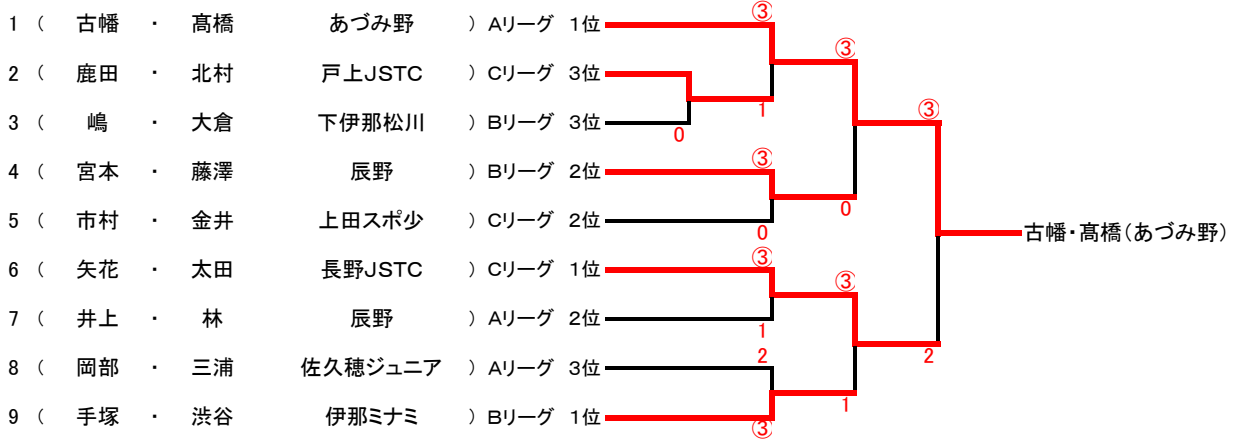 1 ( 古幡 ・ 髙橋 あづみ野 ) Aリーグ 1位
③
③
2 ( 鹿田 ・ 北村 戸上JSTC ) Cリーグ 3位
1
③
3 ( 嶋 ・ 大倉 下伊那松川 ) Bリーグ 3位
0
③
4 ( 宮本 ・ 藤澤 辰野 ) Bリーグ 2位
0
5 ( 市村 ・ 金井 上田スポ少 ) Cリーグ 2位
0
古幡・髙橋(あづみ野)
③
6 ( 矢花 ・ 太田 長野JSTC ) Cリーグ 1位
③
7 ( 井上 ・ 林 辰野 ) Aリーグ 2位
1
2
2
8 ( 岡部 ・ 三浦 佐久穂ジュニア ) Aリーグ 3位
1
9 ( 手塚 ・ 渋谷 伊那ミナミ ) Bリーグ 1位
③